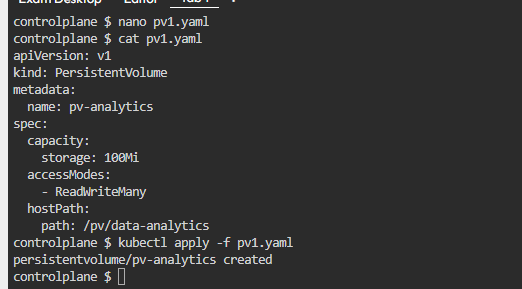 Exam Desktop Editor Tab 1 +
controlplane $ nano pv1.yaml
controlplane $ cat pv1.yaml
apiVersion: v1
kind: PersistentVolume
metadata:
  name: pv-analytics
spec:
  capacity:
    storage: 100Mi
  accessModes:
    - ReadWriteMany
  hostPath:
    path: /pv/data-analytics
controlplane $ kubectl apply -f pv1.yaml
persistentvolume/pv-analytics created
controlplane $